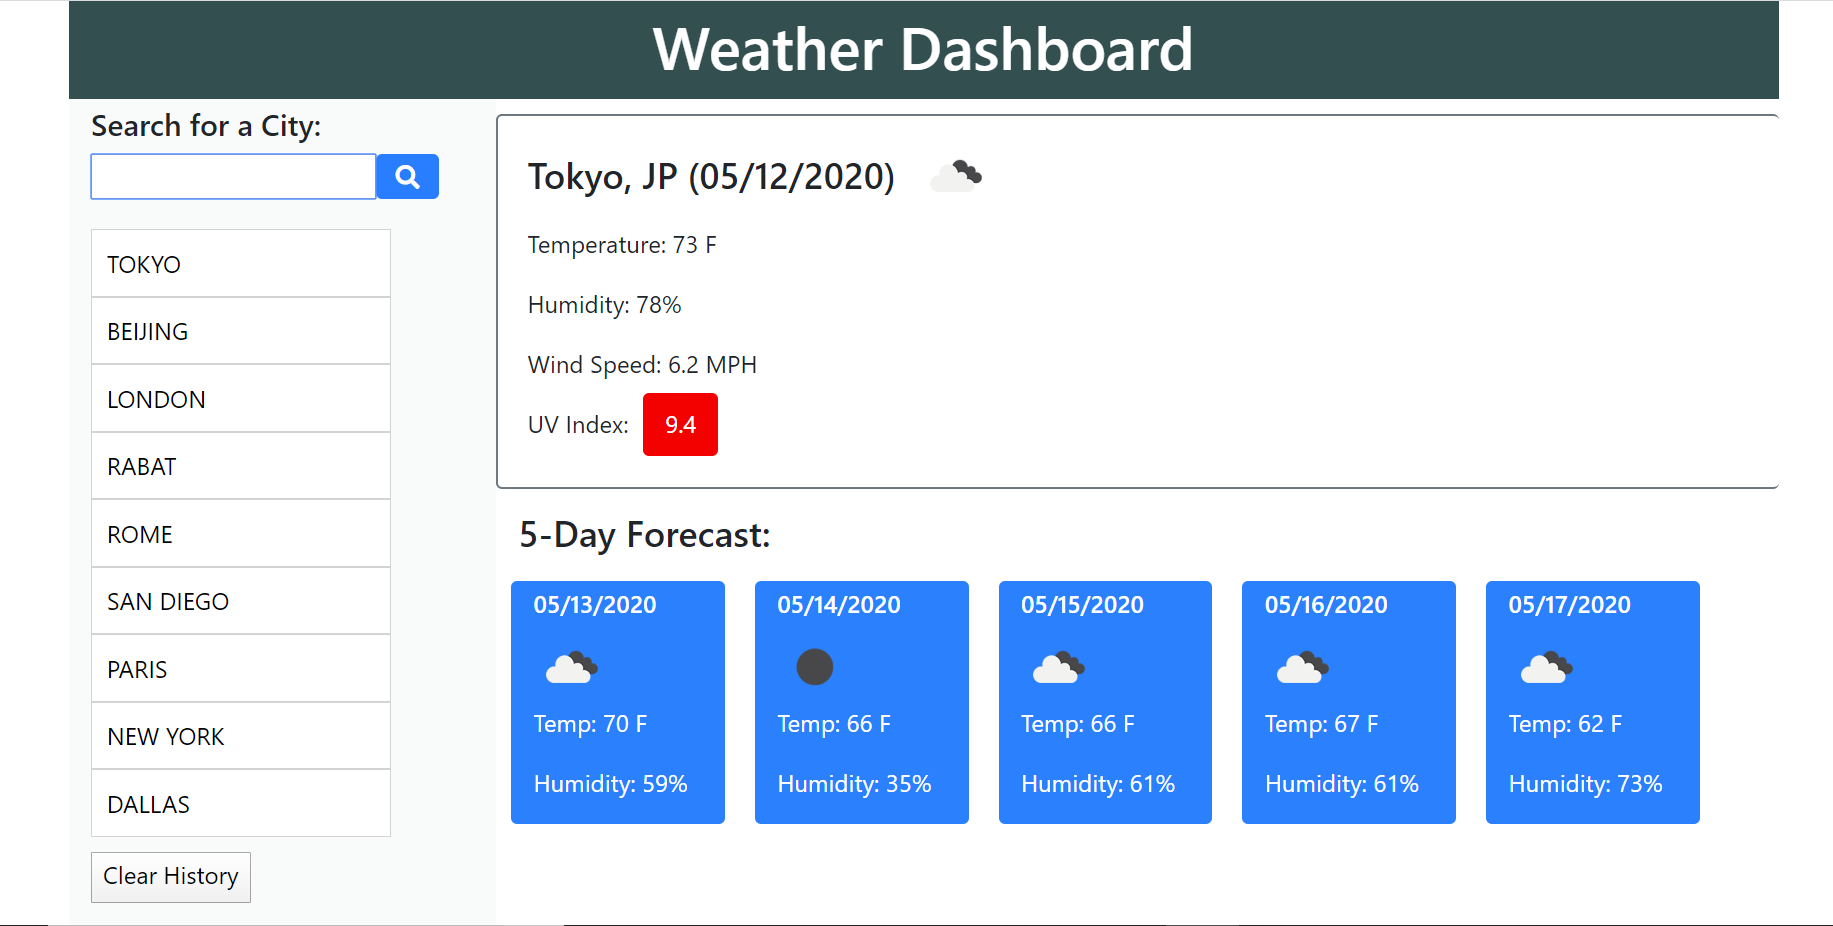 Weather Dashboard
Search for a City:
TOKYO
BEIJING
LONDON
RABAT
ROME
SAN DIEGO
PARIS
NEW YORK
DALLAS
Clear History
Tokyo, JP (05/12/2020)
Temperature: 73 F
Humidity: 78%
Wind Speed: 6.2 MPH
UV Index: 9.4
5-Day Forecast:
05/13/2020
Temp: 70 F
Humidity: 59%
05/14/2020
Temp: 66 F
Humidity: 35%
05/15/2020
Temp: 66 F
Humidity: 61%
05/16/2020
Temp: 67 F
Humidity: 61%
05/17/2020
Temp: 62 F
Humidity: 73%